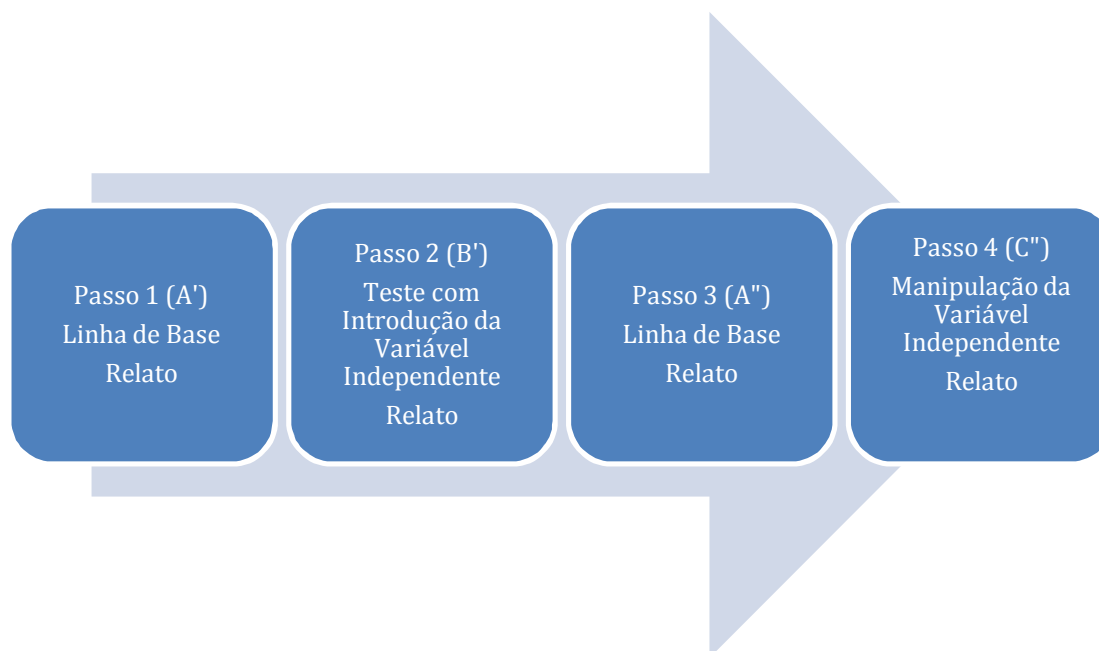 Passo 1 (A')
Linha de Base
Relato
Passo 2 (B')
Teste com
Introdução da
Variável
Independente
Relato
Passo 3 (A")
Linha de Base
Relato
Passo 4 (C")
Manipulação da
Variável
Independente
Relato